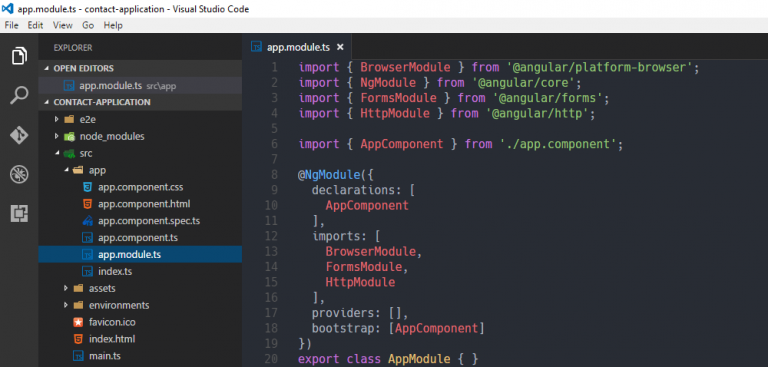 app.module.ts - contact-application - Visual Studio Code
File Edit View Go Help
EXPLORER
OPEN EDITORS
app.module.ts src\app
CONTACT-APPLICATION
e2e
node_modules
src
app
app.component.css
app.component.html
app.component.spec.ts
app.component.ts
app.module.ts
index.ts
assets
environments
favicon.ico
index.html
main.ts
app.module.ts
1 import { BrowserModule } from '@angular/platform-browser';
2 import { NgModule } from '@angular/core';
3 import { FormsModule } from '@angular/forms';
4 import { HttpModule } from '@angular/http';
5
6 import { AppComponent } from './app.component';
7
8 @NgModule({
9   declarations: [
10     AppComponent
11   ],
12   imports: [
13     BrowserModule,
14     FormsModule,
15     HttpModule
16   ],
17   providers: [],
18   bootstrap: [AppComponent]
19 })
20 export class AppModule { }